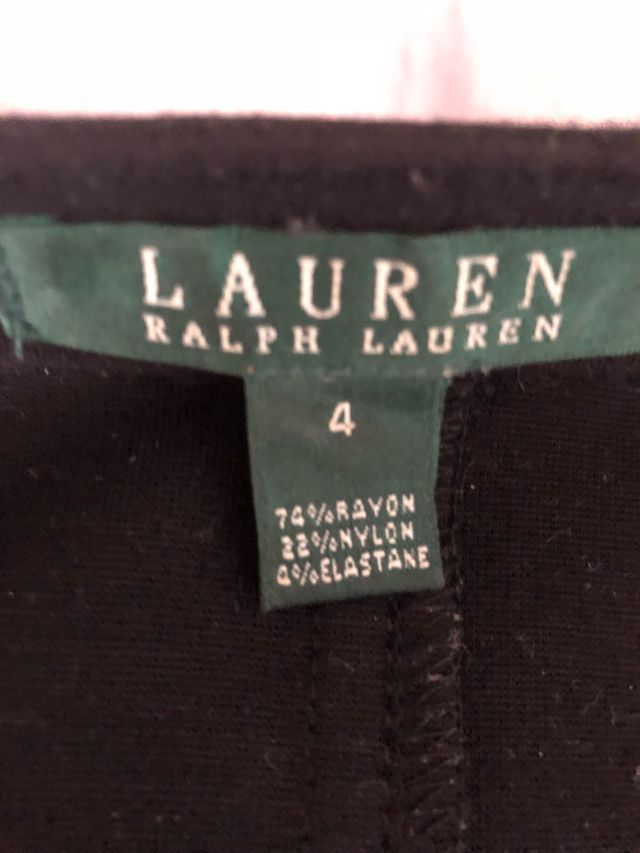 LAUREN
RALPH LAUREN
4
74%RAYON
22%NYLON
4%ELASTANE